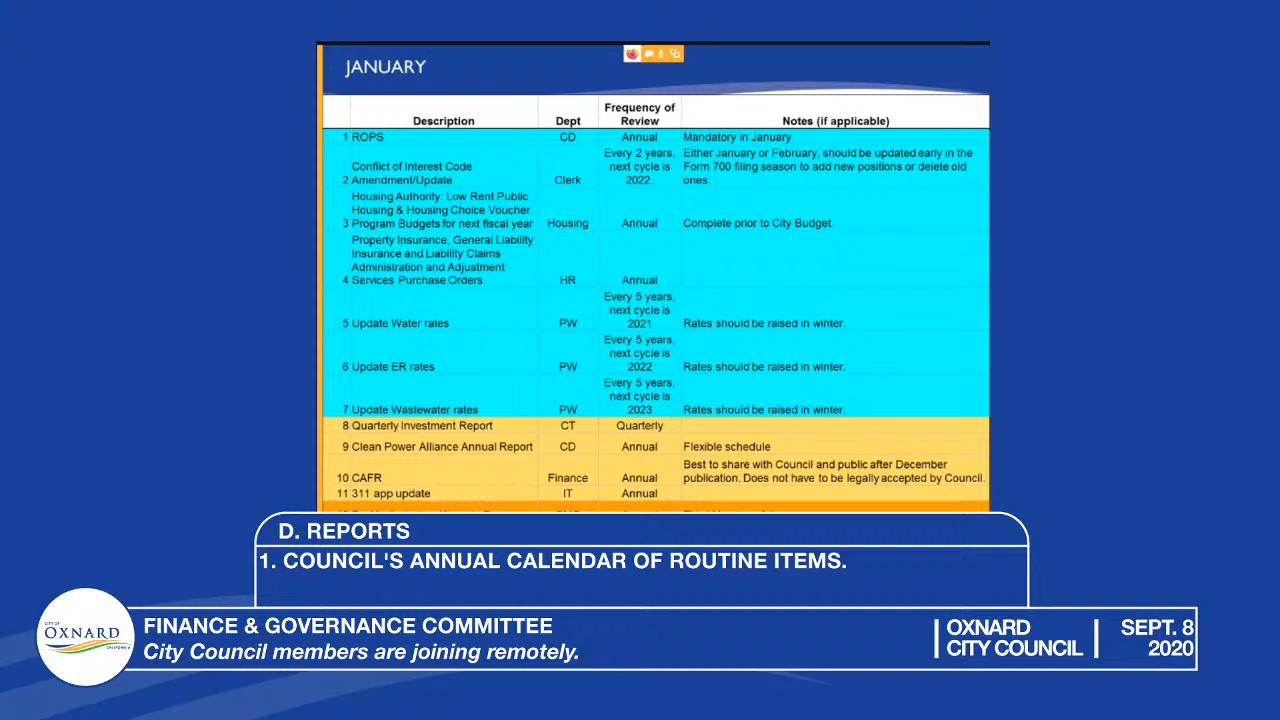 JANUARY
Description Dept Frequency of Review Notes (if applicable)
1 ROPS CD Annual Mandatory in January
2 Conflict of Interest Code Amendment/Update Clerk Every 2 years, next cycle is 2022. Either January or February, should be updated early in the Form 700 filing season to add new positions or delete old ones.
3 Housing Authority: Low Rent Public Housing & Housing Choice Voucher Program Budgets for next fiscal year Housing Annual Complete prior to City Budget.
4 Property Insurance, General Liability Insurance and Liability Claims Administration and Adjustment Services Purchase Orders HR Annual
5 Update Water rates PW Every 5 years, next cycle is 2021 Rates should be raised in winter.
6 Update ER rates PW Every 5 years, next cycle is 2022 Rates should be raised in winter.
7 Update Wastewater rates PW Every 5 years, next cycle is 2023 Rates should be raised in winter.
8 Quarterly Investment Report CT Quarterly
9 Clean Power Alliance Annual Report CD Annual Flexible schedule
10 CAFR Finance Annual Best to share with Council and public after December publication. Does not have to be legally accepted by Council.
11 311 app update IT Annual
D. REPORTS
1. COUNCIL'S ANNUAL CALENDAR OF ROUTINE ITEMS.
CITY OF
OXNARD
CALIFORNIA
FINANCE & GOVERNANCE COMMITTEE
City Council members are joining remotely.
OXNARD
CITY COUNCIL
SEPT. 8
2020